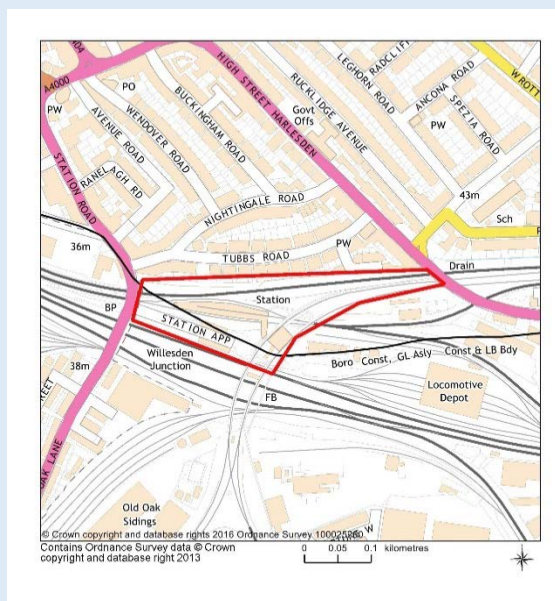 A4000
PO
PW
HIGH STREET HARLESDEN
LEGHORN ROAD
RADCLIFF
ANCONA ROAD
SPEZIA ROAD
WROTT
BUCKINGHAM ROAD
Govt
Offs
RUCKLIDGE AVENUE
PW
WENDOVER ROAD
AVENUE ROAD
RANELAGH RD
STATION ROAD
NIGHTINGALE ROAD
43m
Sch
36m
TUBBS ROAD
PW
Drain
Station
BP
STATION APP
Willesden
Junction
38m
Boro Const, GL Asly
Const & LB Bdy
FB
Locomotive
Depot
OAK LANE
Old Oak
Sidings
© Crown copyright and database rights 2016 Ordnance Survey
Contains Ordnance Survey data © Crown
copyright and database right 2013
0 0.05 0.1 kilometres